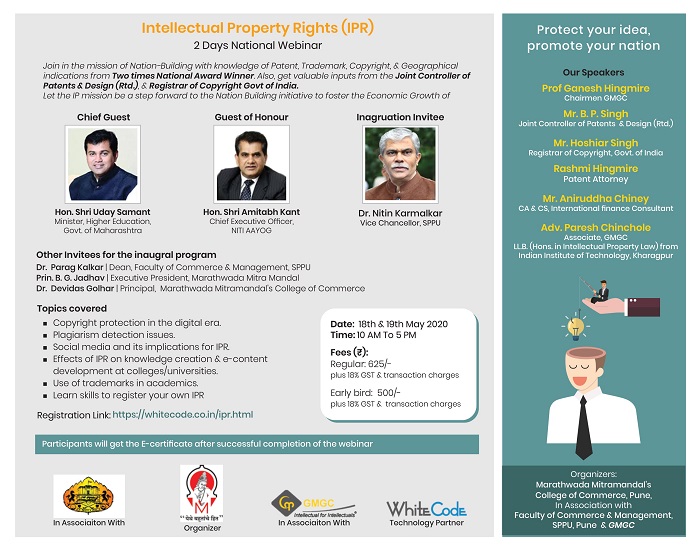 Intellectual Property Rights (IPR)
2 Days National Webinar
Join in the mission of Nation-Building with knowledge of Patent, Trademark, Copyright, & Geographical
indications from Two times National Award Winner. Also, get valuable inputs from the Joint Controller of
Patents & Design (Rtd.), & Registrar of Copyright Govt of India.
Let the IP mission be a step forward to the Nation Building initiative to foster the Economic Growth of
Chief Guest
Hon. Shri Uday Samant
Minister, Higher Education,
Govt. of Maharashtra
Guest of Honour
Hon. Shri Amitabh Kant
Chief Executive Officer,
NITI AAYOG
Inagruation Invitee
Dr. Nitin Karmalkar
Vice Chancellor, SPPU
Other Invitees for the inaugral program
Dr. Parag Kalkar | Dean, Faculty of Commerce & Management, SPPU
Prin. B. G. Jadhav | Executive President, Marathwada Mitra Mandal
Dr. Devidas Golhar | Principal, Marathwada Mitramandal's College of Commerce
Topics covered
Copyright protection in the digital era.
Plagiarism detection issues.
Social media and its implications for IPR.
Effects of IPR on knowledge creation & e-content
development at colleges/universities.
Use of trademarks in academics.
Learn skills to register your own IPR
Registration Link: https://whitecode.co.in/ipr.html
Date: 18th & 19th May 2020
Time: 10 AM To 5 PM
Fees (₹):
Regular: 625/-
plus 18% GST & transaction charges
Early bird: 500/-
plus 18% GST & transaction charges
Participants will get the E-certificate after successful completion of the webinar
In Associaiton With
M
"येथे बहुतांचे हित"
Organizer
GMGC
Intellectual for Intellectuals
In Associaiton With
WhiteCode
Technology Partner
Protect your idea,
promote your nation
Our Speakers
Prof Ganesh Hingmire
Chairmen GMGC
Mr. B. P. Singh
Joint Controller of Patents & Design (Rtd.)
Mr. Hoshiar Singh
Registrar of Copyright, Govt. of India
Rashmi Hingmire
Patent Attorney
Mr. Aniruddha Chiney
CA & CS, International finance Consultant
Adv. Paresh Chinchole
Associate, GMGC
LL.B. (Hons. in Intellectual Property Law) from
Indian Institute of Technology, Kharagpur
Organizers:
Marathwada Mitramandal's
College of Commerce, Pune,
In Association with
Faculty of Commerce & Management,
SPPU, Pune & GMGC